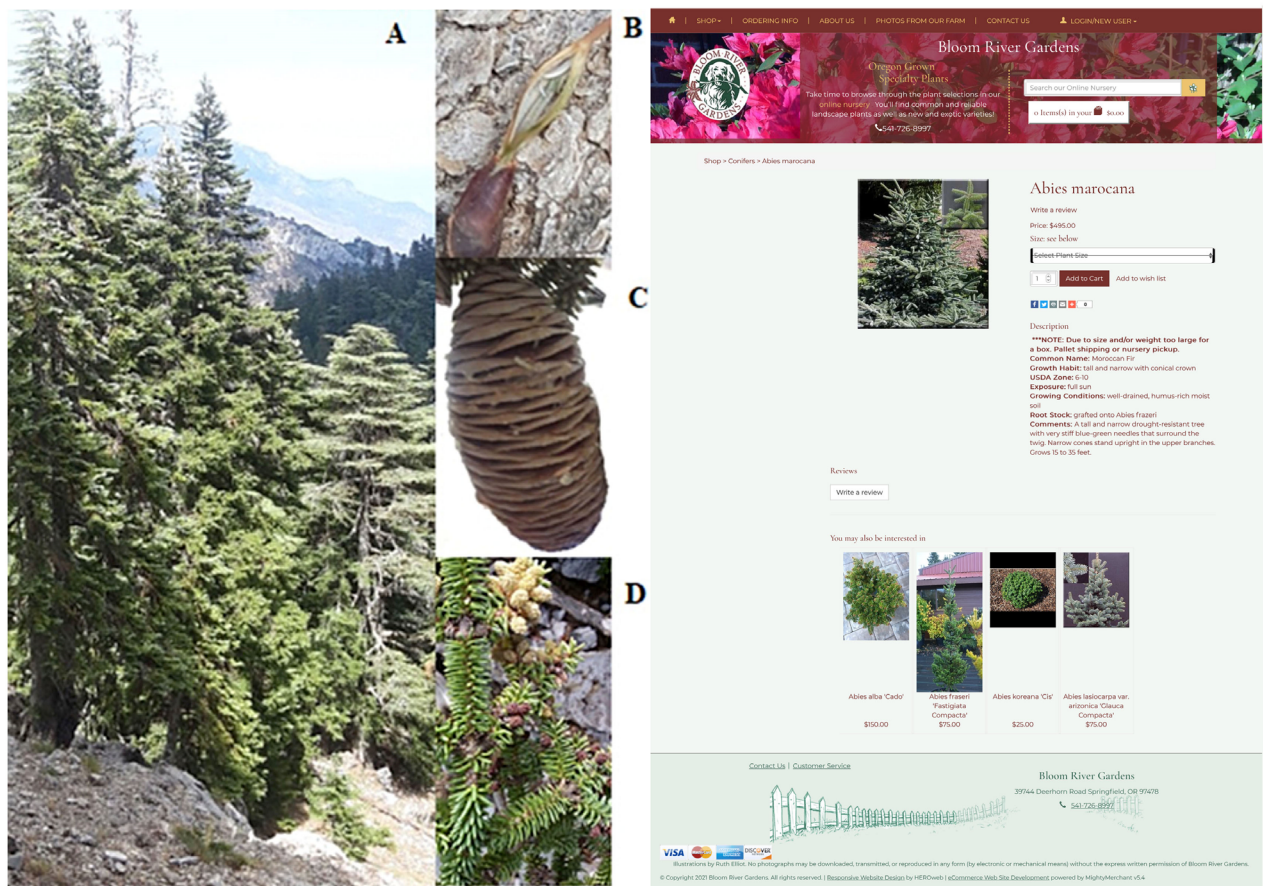 A
B
C
D
SHOP
ORDERING INFO
ABOUT US
PHOTOS FROM OUR FARM
CONTACT US
LOGIN/NEW USER
Bloom River Gardens
BLOOM RIVER
GARDENS
Oregon Grown
Specialty Plants
Take time to browse through the plant selections in our
online nursery You'll find common and reliable
landscape plants as well as new and exotic varieties!
541-726-8997
Search our Online Nursery
0 Items(s) in your $0.00
Shop > Conifers > Abies marocana
Abies marocana
Write a review
Price: $495.00
Size: see below
Select Plant Size
1
Add to Cart
Add to wish list
0
Description
***NOTE: Due to size and/or weight too large for
a box. Pallet shipping or nursery pickup.
Common Name: Moroccan Fir
Growth Habit: tall and narrow with conical crown
USDA Zone: 6-10
Exposure: full sun
Growing Conditions: well-drained, humus-rich moist
soil
Root Stock: grafted onto Abies frazeri
Comments: A tall and narrow drought-resistant tree
with very stiff blue-green needles that surround the
twig. Narrow cones stand upright in the upper branches.
Grows 15 to 35 feet.
Reviews
Write a review
You may also be interested in
Abies alba 'Cado'
$150.00
Abies fraseri
'Fastigiata
Compacta'
$75.00
Abies koreana 'Cis'
$25.00
Abies lasiocarpa var.
arizonica 'Glauca
Compacta'
$75.00
Contact Us | Customer Service
Bloom River Gardens
39744 Deerhorn Road Springfield, OR 97478
541-726-8997
VISA
MasterCard
AMERICAN EXPRESS
DISCOVER
Illustrations by Ruth Elliot. No photographs may be downloaded, transmitted, or reproduced in any form (by electronic or mechanical means) without the express written permission of Bloom River Gardens.
© Copyright 2021 Bloom River Gardens. All rights reserved. | Responsive Website Design by HEROweb | eCommerce Web Site Development powered by MightyMerchant v5.4